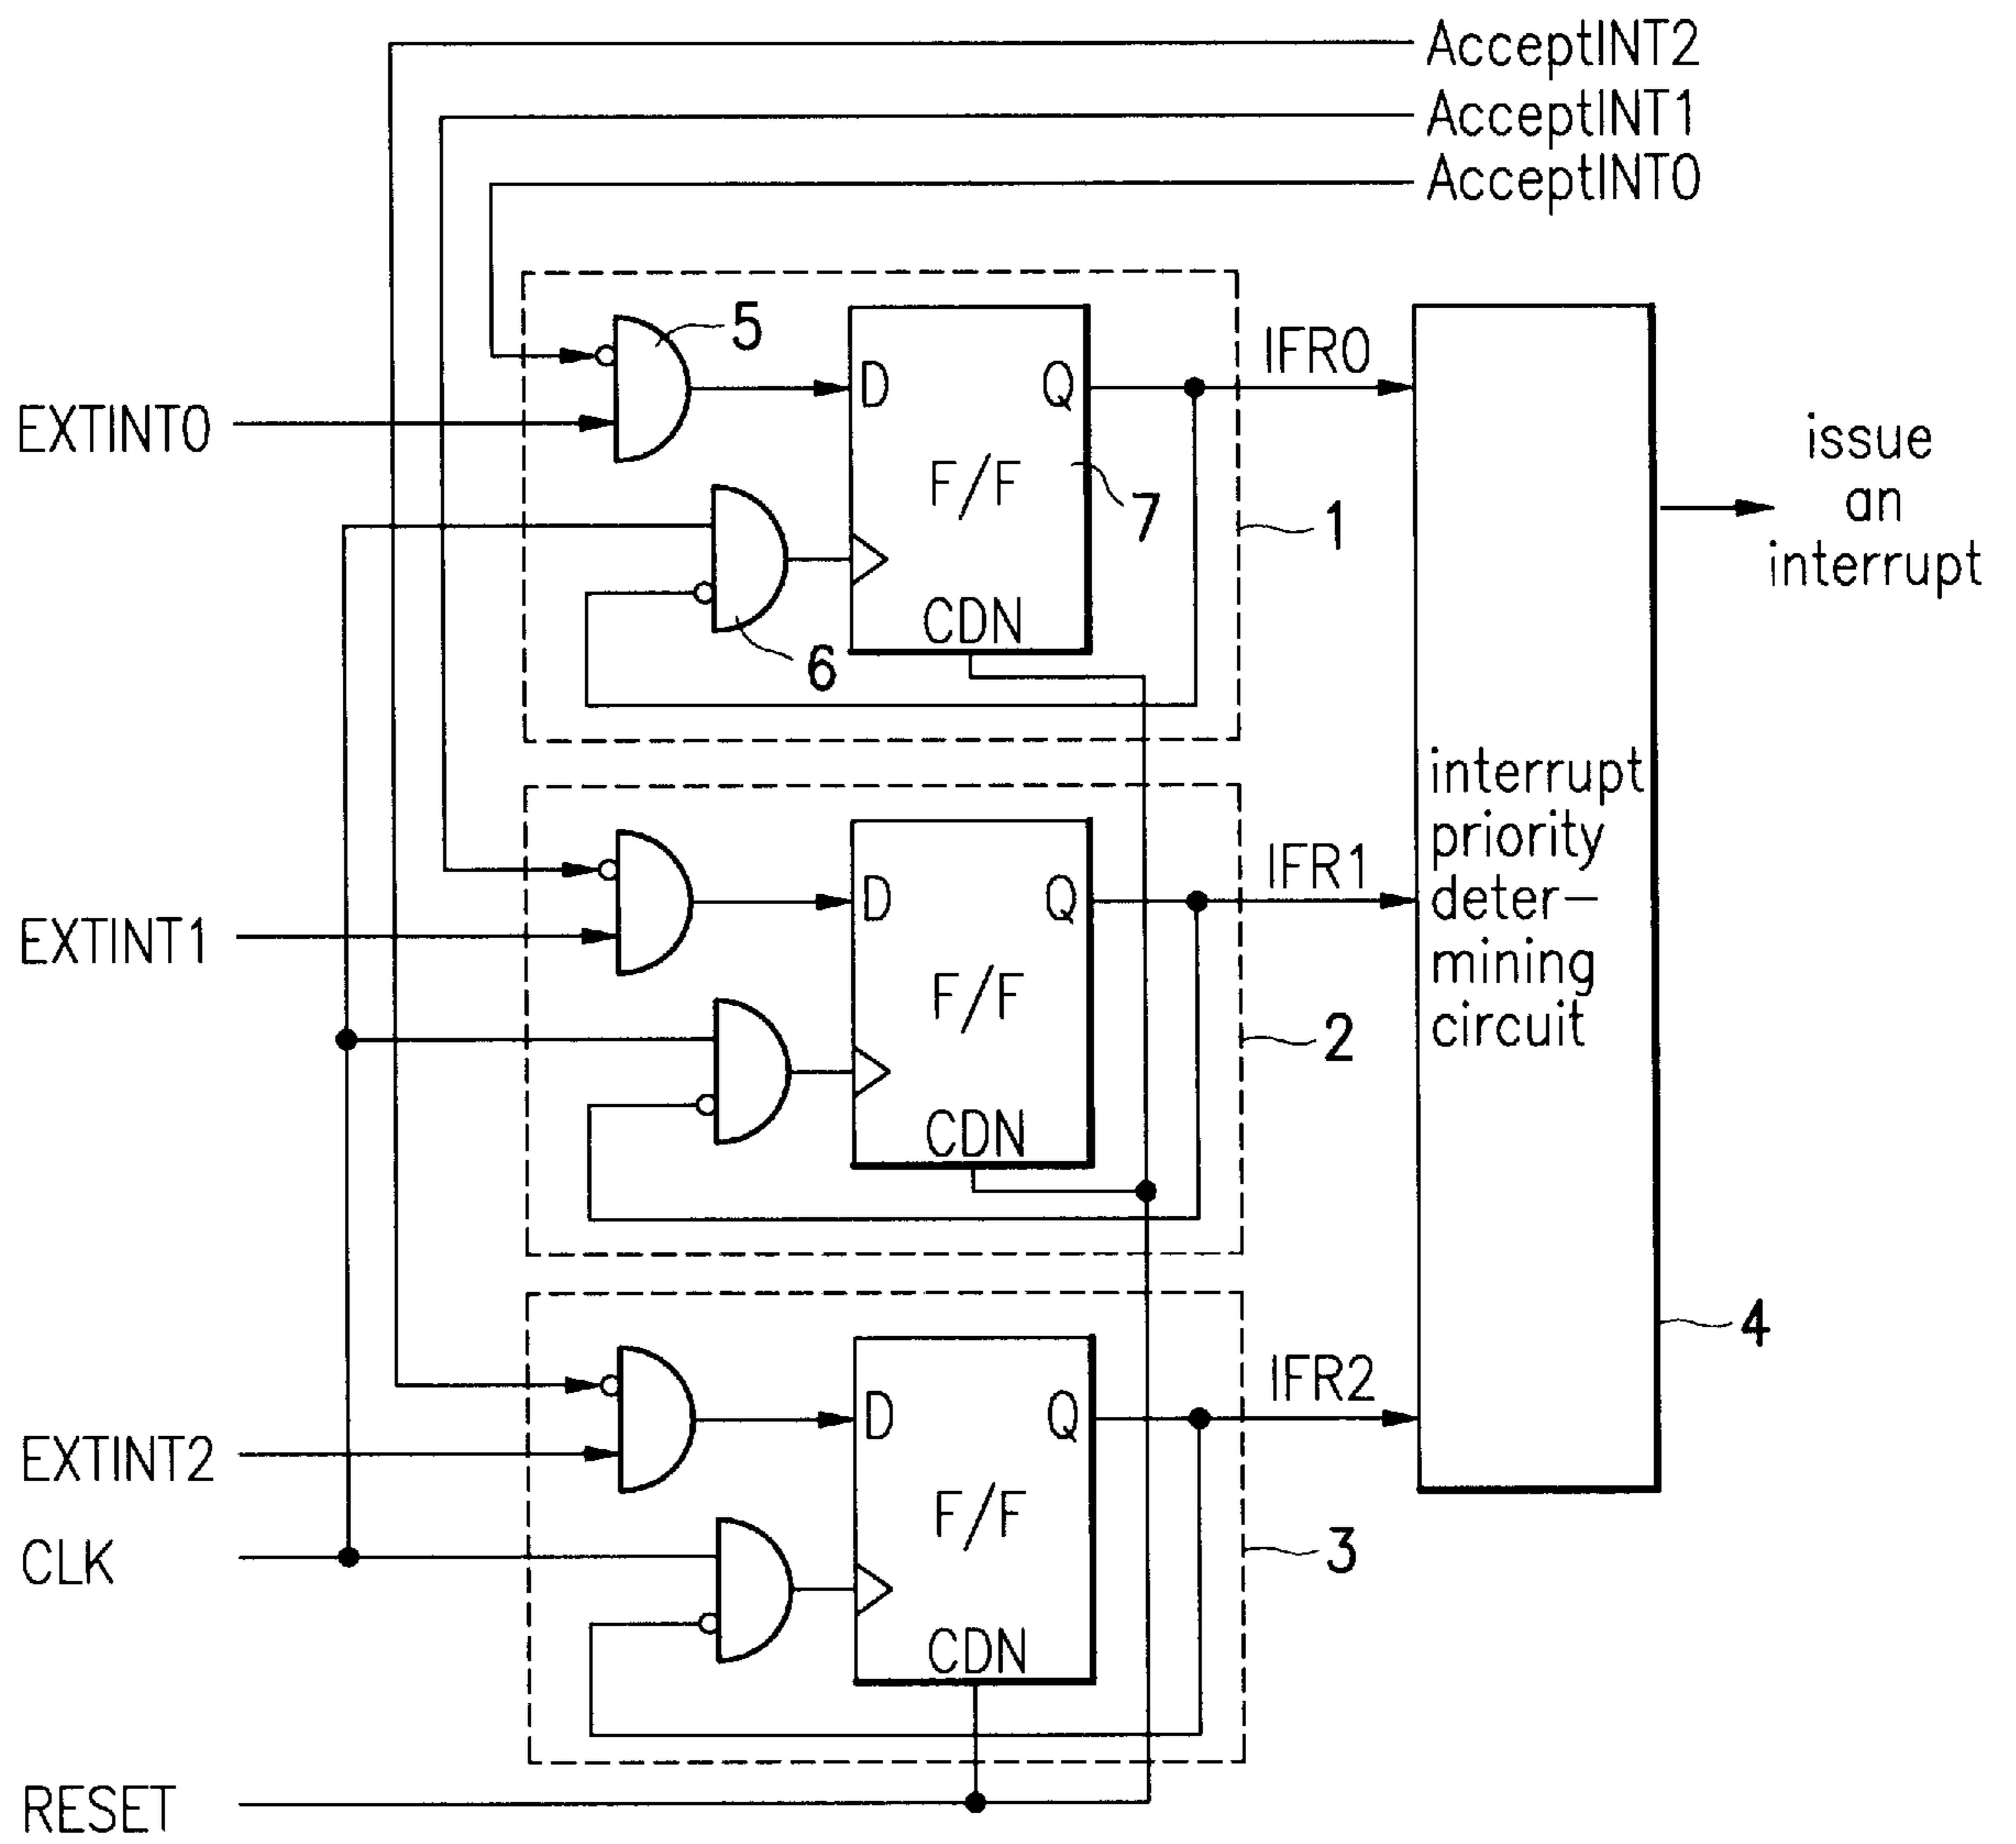 AcceptINT2
AcceptINT1
AcceptINT0
5
EXTINT0
D
Q
F/F
CDN
6
7
IFR0
1
issue
an
interrupt
EXTINT1
D
Q
F/F
CDN
IFR1
2
interrupt
priority
deter-
mining
circuit
4
EXTINT2
D
Q
F/F
CDN
IFR2
3
CLK
RESET